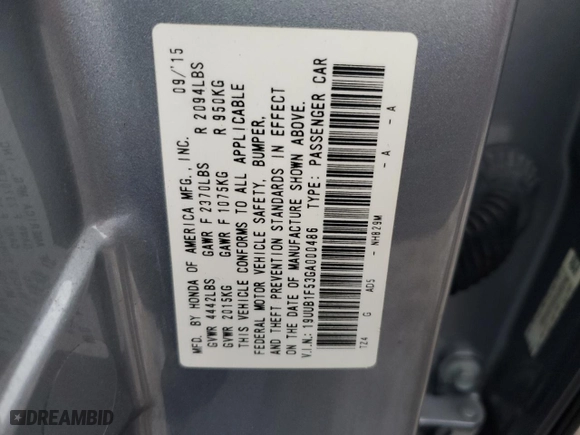 MFD. BY HONDA OF AMERICA MFG., INC. 09/15
GVWR 4442LBS GAWR F 2370LBS R 2094LBS
GVWR 2015KG GAWR F 1075KG R 950KG
THIS VEHICLE CONFORMS TO ALL APPLICABLE
FEDERAL MOTOR VEHICLE SAFETY, BUMPER,
AND THEFT PREVENTION STANDARDS IN EFFECT
ON THE DATE OF MANUFACTURE SHOWN ABOVE.
V.I.N.: 19UUB1F53GA000486 TYPE: PASSENGER CAR
TZ4 G AD5 - NH829M - A - A
DREAMBID